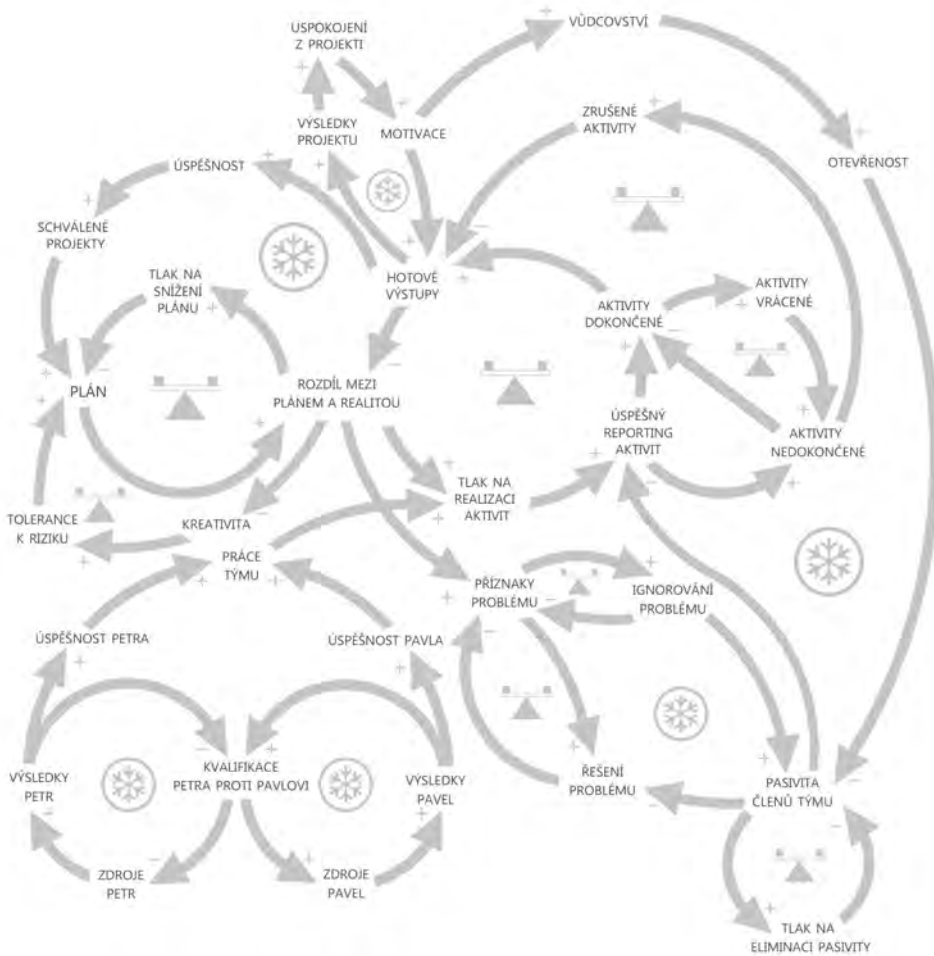 USPOKOJENÍ
Z PROJEKTI
VŮDCOVSTVÍ
VÝSLEDKY
PROJEKTU
MOTIVACE
ZRUŠENÉ
AKTIVITY
OTEVŘENOST
ÚSPĚŠNOST
SCHVÁLENÉ
PROJEKTY
TLAK NA
SNÍŽENÍ
PLÁNU
HOTOVÉ
VÝSTUPY
AKTIVITY
DOKONČENÉ
AKTIVITY
VRÁCENÉ
PLÁN
ROZDÍL MEZI
PLÁNEM A REALITOU
ÚSPĚŠNÝ
REPORTING
AKTIVIT
AKTIVITY
NEDOKONČENÉ
TLAK NA
REALIZACI
AKTIVIT
TOLERANCE
K RIZIKU
KREATIVITA
PRÁCE
TÝMU
PŘÍZNAKY
PROBLÉMU
IGNOROVÁNÍ
PROBLÉMU
ÚSPĚŠNOST PETRA
ÚSPĚŠNOST PAVLA
VÝSLEDKY
PETR
KVALIFIKACE
PETRA PROTI PAVLOVI
VÝSLEDKY
PAVEL
ŘEŠENÍ
PROBLÉMU
PASIVITA
ČLENŮ TÝMU
ZDROJE
PETR
ZDROJE
PAVEL
TLAK NA
ELIMINACI PASIVITY